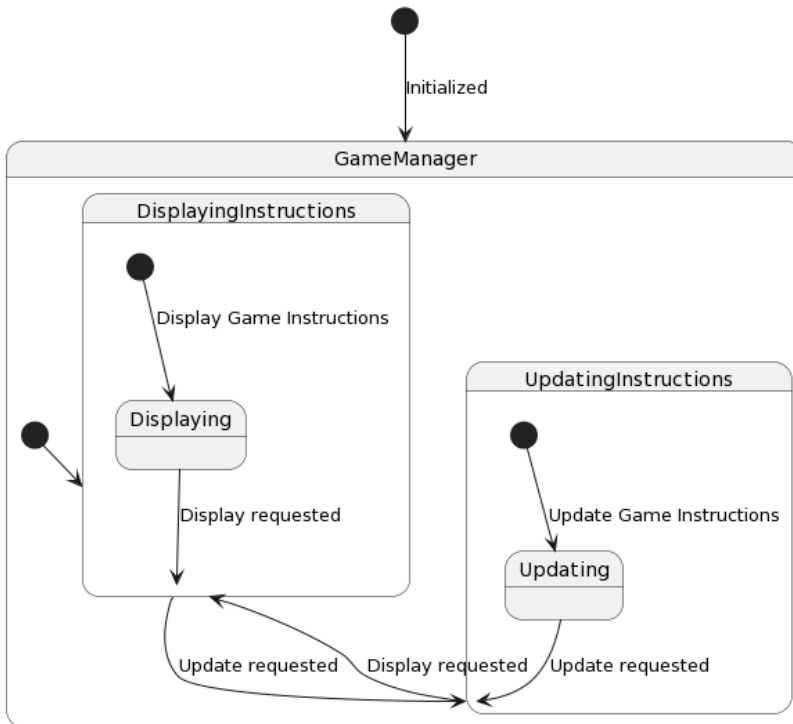 Initialized
GameManager
DisplayingInstructions
Display Game Instructions
UpdatingInstructions
Displaying
Display requested
Update Game Instructions
Updating
Update requested
Display requested
Update requested